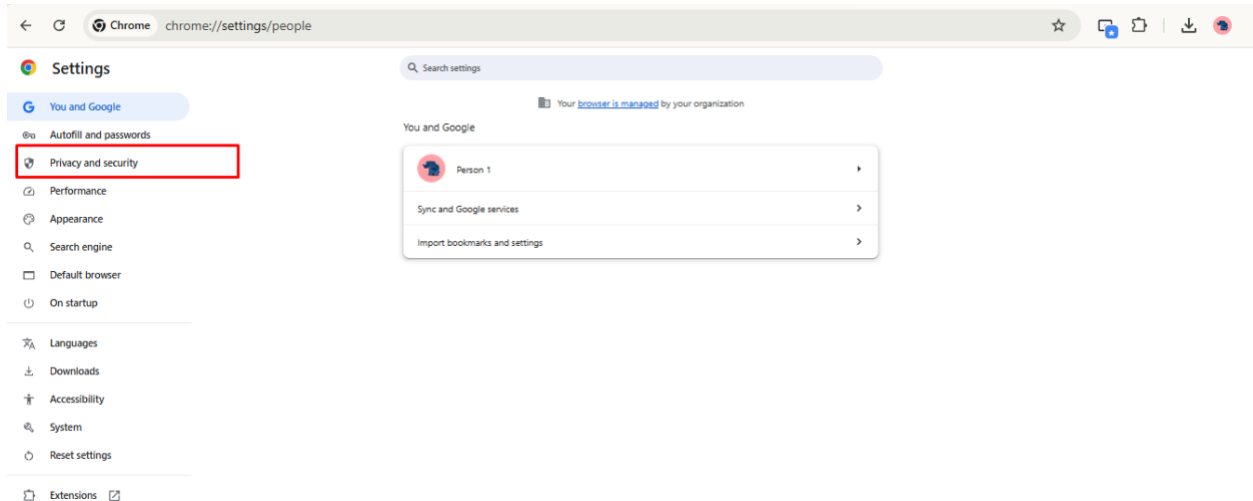 Chrome chrome://settings/people
Settings
Search settings
Your browser is managed by your organization
You and Google
Autofill and passwords
Privacy and security
Performance
Appearance
Search engine
Default browser
On startup
Languages
Downloads
Accessibility
System
Reset settings
Extensions
You and Google
Person 1
Sync and Google services
Import bookmarks and settings